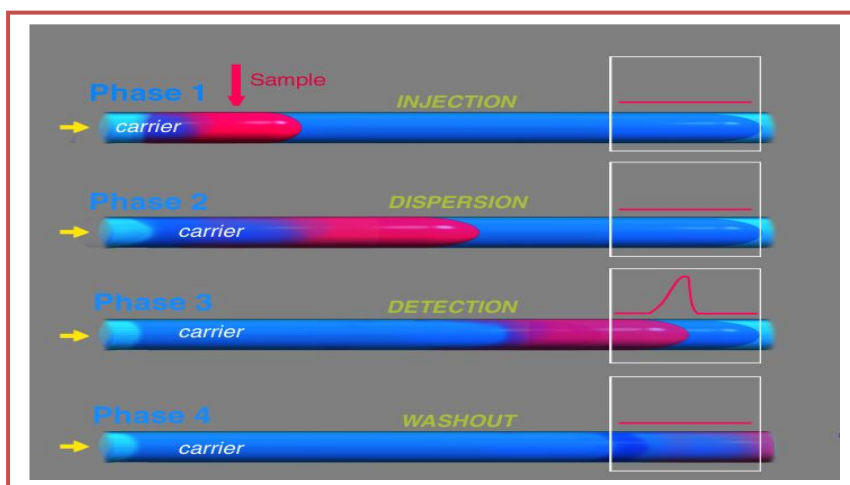 Sample
Phase 1
INJECTION
carrier
Phase 2
DISPERSION
carrier
Phase 3
DETECTION
carrier
Phase 4
WASHOUT
carrier